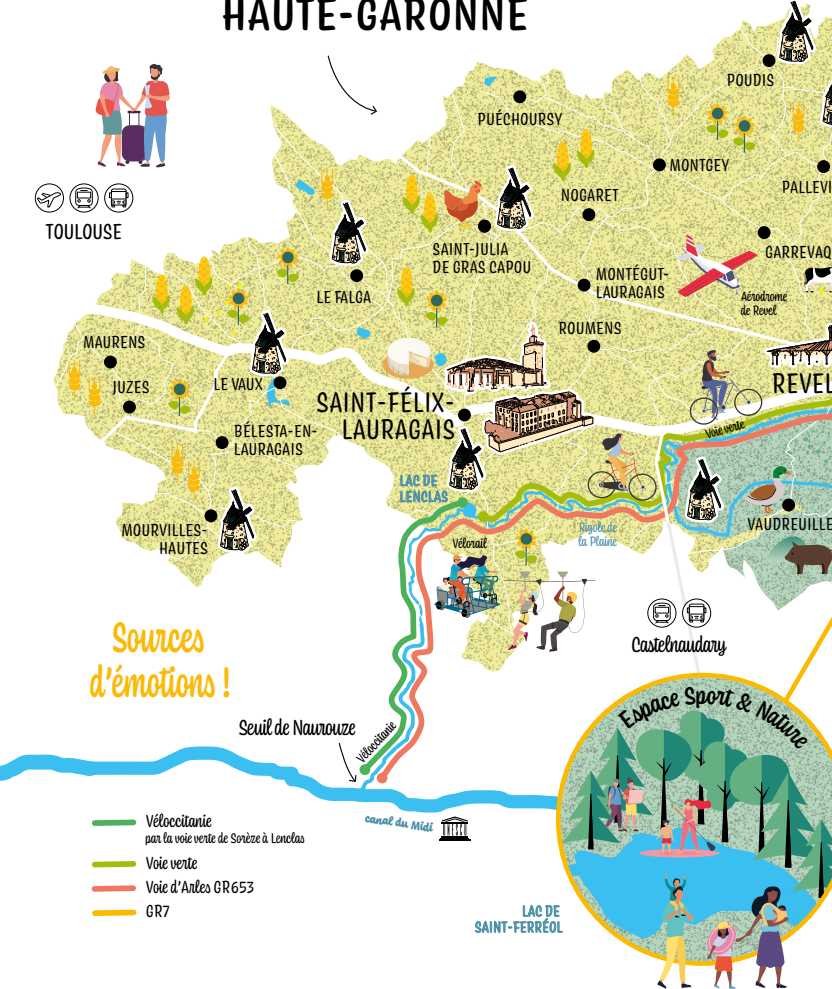 HAUTE-GARONNE
POUDIS
PUÉCHOURSY
MONTGEY
PALLEVI
NOGARET
TOULOUSE
SAINT-JULIA
DE GRAS CAPOU
GARREVAQ
MONTÉGUT-
LAURAGAIS
Aérodrome
de Revel
LE FALGA
ROUMENS
MAURENS
JUZES
LE VAUX
REVEL
SAINT-FÉLIX-
LAURAGAIS
Voie verte
BÉLESTA-EN-
LAURAGAIS
LAC DE
LENCLAS
MOURVILLES-
HAUTES
Rigole de
la Plaine
VAUDREUILLE
Vélorail
Castelnaudary
Sources
d'émotions !
Espace Sport & Nature
Seuil de Naurouze
Véloccitanie
canal du Midi
Véloccitanie
par la voie verte de Sorèze à Lenclas
Voie verte
Voie d'Arles GR653
GR7
LAC DE
SAINT-FERRÉOL